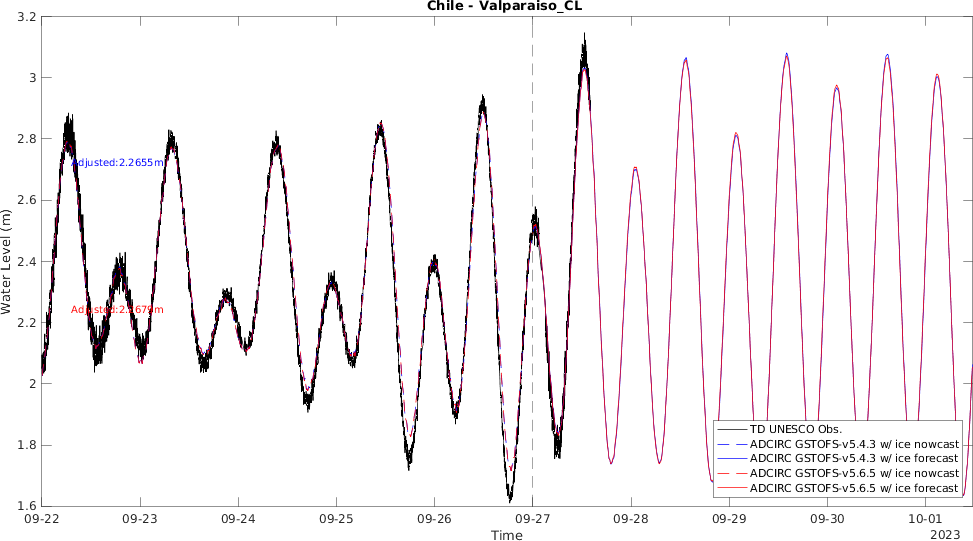 Chile - Valparaiso_CL
3.2
3
2.8
2.6
2.4
2.2
2
1.8
1.6
Water Level (m)
Adjusted:2.2655m
Adjusted:2.2679m
TD UNESCO Obs.
ADCIRC GSTOFS-v5.4.3 w/ ice nowcast
ADCIRC GSTOFS-v5.4.3 w/ ice forecast
ADCIRC GSTOFS-v5.6.5 w/ ice nowcast
ADCIRC GSTOFS-v5.6.5 w/ ice forecast
09-22 09-23 09-24 09-25 09-26 09-27 09-28 09-29 09-30 10-01
Time
2023